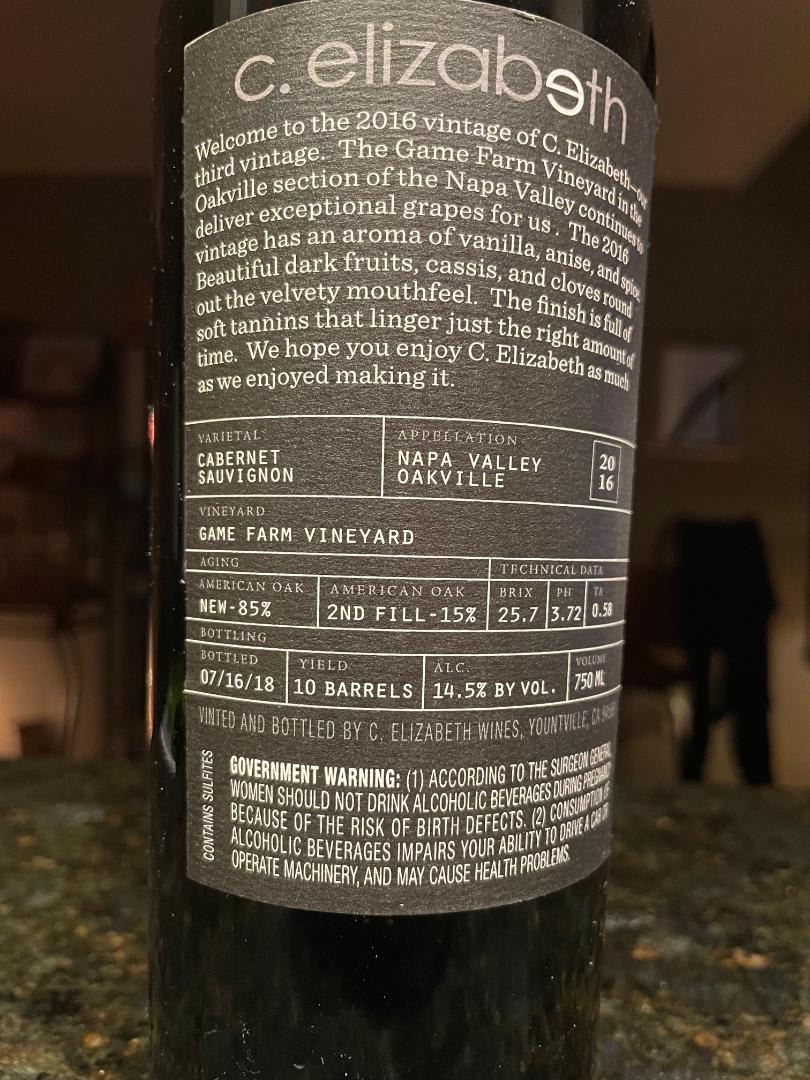 c. elizabeth
Welcome to the 2016 vintage of C. Elizabeth—our
third vintage. The Game Farm Vineyard in the
Oakville section of the Napa Valley continues to
deliver exceptional grapes for us. The 2016
vintage has an aroma of vanilla, anise, and spice.
Beautiful dark fruits, cassis, and cloves round
out the velvety mouthfeel. The finish is full of
soft tannins that linger just the right amount of
time. We hope you enjoy C. Elizabeth as much
as we enjoyed making it.
VARIETAL
CABERNET
SAUVIGNON
APPELLATION
NAPA VALLEY
OAKVILLE
20
16
VINEYARD
GAME FARM VINEYARD
AGING
AMERICAN OAK
NEW-85%
AMERICAN OAK
2ND FILL-15%
TECHNICAL DATA
BRIX
25.7
PH
3.72
TA
0.58
BOTTLING
BOTTLED
07/16/18
YIELD
10 BARRELS
ALC.
14.5% BY VOL.
VOLUME
750 ML
VINTED AND BOTTLED BY C. ELIZABETH WINES, YOUNTVILLE, CA
CONTAINS SULFITES
GOVERNMENT WARNING: (1) ACCORDING TO THE SURGEON GENERAL,
WOMEN SHOULD NOT DRINK ALCOHOLIC BEVERAGES DURING PREGNANCY
BECAUSE OF THE RISK OF BIRTH DEFECTS. (2) CONSUMPTION OF
ALCOHOLIC BEVERAGES IMPAIRS YOUR ABILITY TO DRIVE A CAR OR
OPERATE MACHINERY, AND MAY CAUSE HEALTH PROBLEMS.